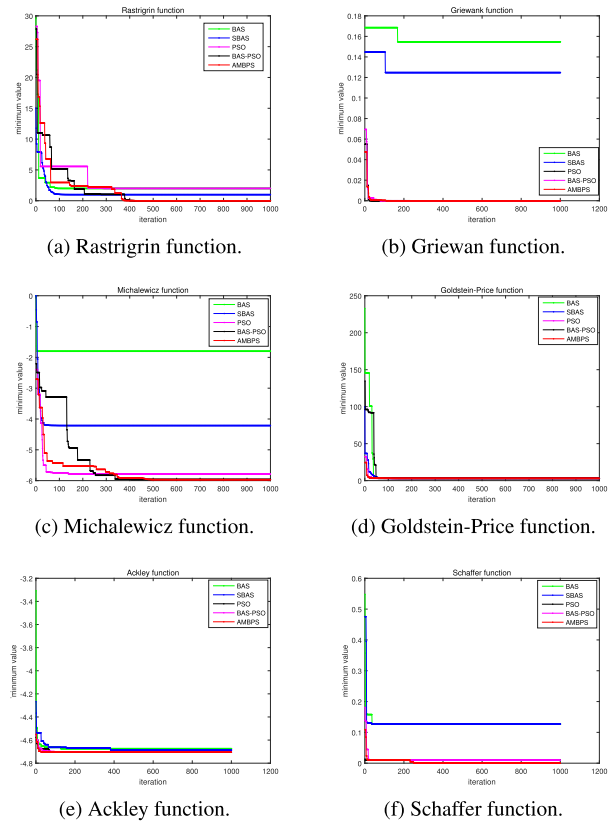 Rastrigrin function
30
25
20
15
10
5
0
0 100 200 300 400 500 600 700 800 900 1000
minimum value
iteration
BAS
SBAS
PSO
BAS-PSO
AMBPS
(a) Rastrigrin function.
Griewank function
0.18
0.16
0.14
0.12
0.1
0.08
0.06
0.04
0.02
0
0 200 400 600 800 1000 1200
minimum value
iteration
BAS
SBAS
PSO
BAS-PSO
AMBPS
(b) Griewan function.
Michalewicz function
0
-1
-2
-3
-4
-5
-6
0 100 200 300 400 500 600 700 800 900 1000
minimum value
iteration
BAS
SBAS
PSO
BAS-PSO
AMBPS
(c) Michalewicz function.
Goldstein-Price function
250
200
150
100
50
0
0 200 400 600 800 1000 1200
minimum value
iteration
BAS
SBAS
PSO
BAS-PSO
AMBPS
(d) Goldstein-Price function.
Ackley function
-3.2
-3.4
-3.6
-3.8
-4
-4.2
-4.4
-4.6
-4.8
0 200 400 600 800 1000 1200
minimum value
iteration
BAS
SBAS
PSO
BAS-PSO
AMBPS
(e) Ackley function.
Schaffer function
0.6
0.5
0.4
0.3
0.2
0.1
0
0 200 400 600 800 1000 1200
minimum value
iteration
BAS
SBAS
PSO
BAS-PSO
AMBPS
(f) Schaffer function.